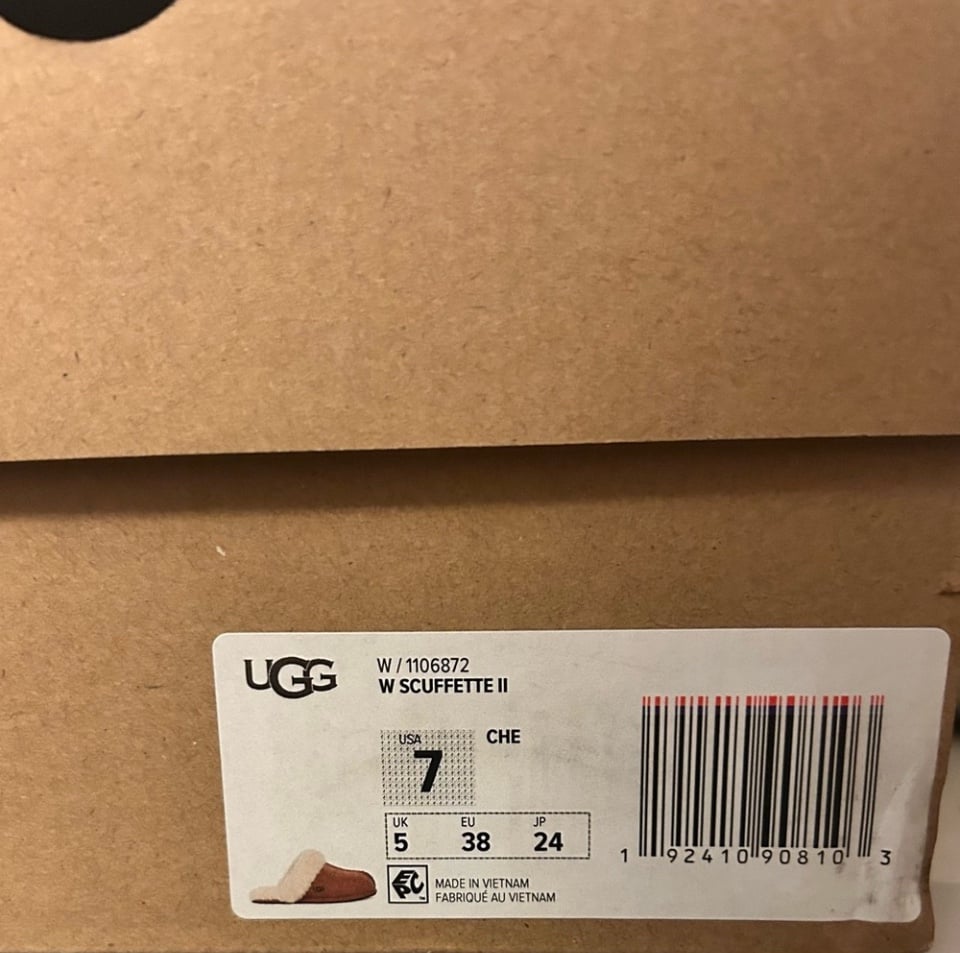 UGG
W / 1106872
W SCUFFETTE II
USA
7
CHE
UK EU JP
5 38 24
MADE IN VIETNAM
FABRIQUÉ AU VIETNAM
1 92410 90810 3